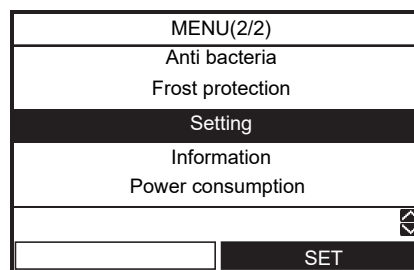 MENU(2/2)
Anti bacteria
Frost protection
Setting
Information
Power consumption
SET